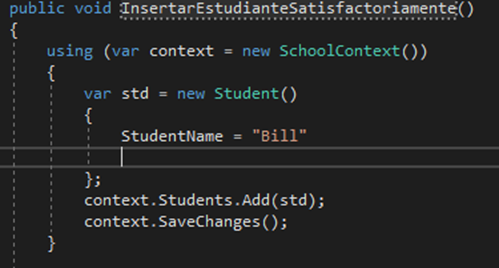 public void InsertarEstudianteSatisfactoriamente()
{
using (var context = new SchoolContext())
{
var std = new Student()
{
StudentName = "Bill"
};
context.Students.Add(std);
context.SaveChanges();
}